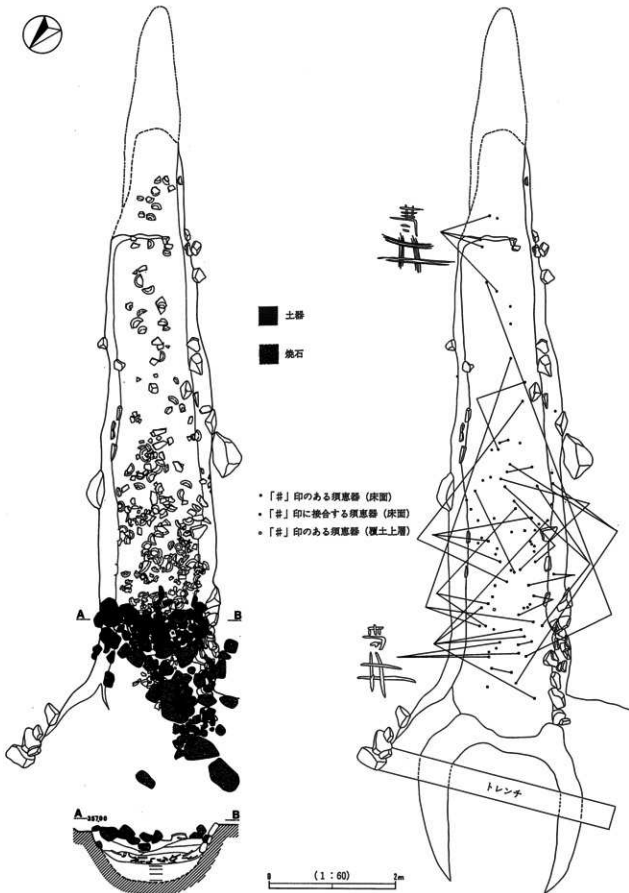 土器
焼石
・「#」印のある須恵器(床面)
・「#」印に接合する須恵器(床面)
○「#」印のある須恵器(覆土上層)
A
B
トレンチ
A 357.00
B
0
(1:60)
2m